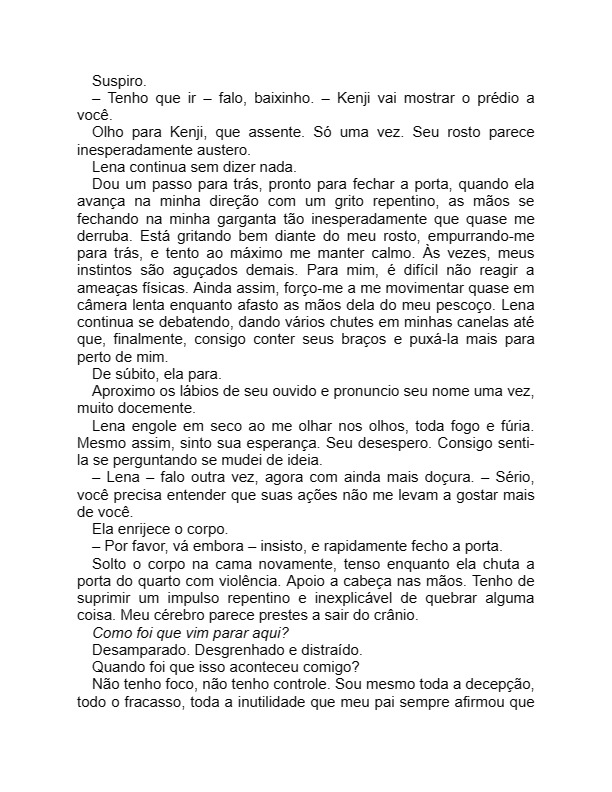 Suspiro.
– Tenho que ir – falo, baixinho. – Kenji vai mostrar o prédio a
você.
Olho para Kenji, que assente. Só uma vez. Seu rosto parece
inesperadamente austero.
Lena continua sem dizer nada.
Dou um passo para trás, pronto para fechar a porta, quando ela
avança na minha direção com um grito repentino, as mãos se
fechando na minha garganta tão inesperadamente que quase me
derruba. Está gritando bem diante do meu rosto, empurrando-me
para trás, e tento ao máximo me manter calmo. Às vezes, meus
instintos são aguçados demais. Para mim, é difícil não reagir a
ameaças físicas. Ainda assim, forço-me a me movimentar quase em
câmera lenta enquanto afasto as mãos dela do meu pescoço. Lena
continua se debatendo, dando vários chutes em minhas canelas até
que, finalmente, consigo conter seus braços e puxá-la mais para
perto de mim.
De súbito, ela para.
Aproximo os lábios de seu ouvido e pronuncio seu nome uma vez,
muito docemente.
Lena engole em seco ao me olhar nos olhos, toda fogo e fúria.
Mesmo assim, sinto sua esperança. Seu desespero. Consigo senti-
la se perguntando se mudei de ideia.
– Lena – falo outra vez, agora com ainda mais doçura. – Sério,
você precisa entender que suas ações não me levam a gostar mais
de você.
Ela enrijece o corpo.
– Por favor, vá embora – insisto, e rapidamente fecho a porta.
Solto o corpo na cama novamente, tenso enquanto ela chuta a
porta do quarto com violência. Apoio a cabeça nas mãos. Tenho de
suprimir um impulso repentino e inexplicável de quebrar alguma
coisa. Meu cérebro parece prestes a sair do crânio.
Como foi que vim parar aqui?
Desamparado. Desgrenhado e distraído.
Quando foi que isso aconteceu comigo?
Não tenho foco, não tenho controle. Sou mesmo toda a decepção,
todo o fracasso, toda a inutilidade que meu pai sempre afirmou que